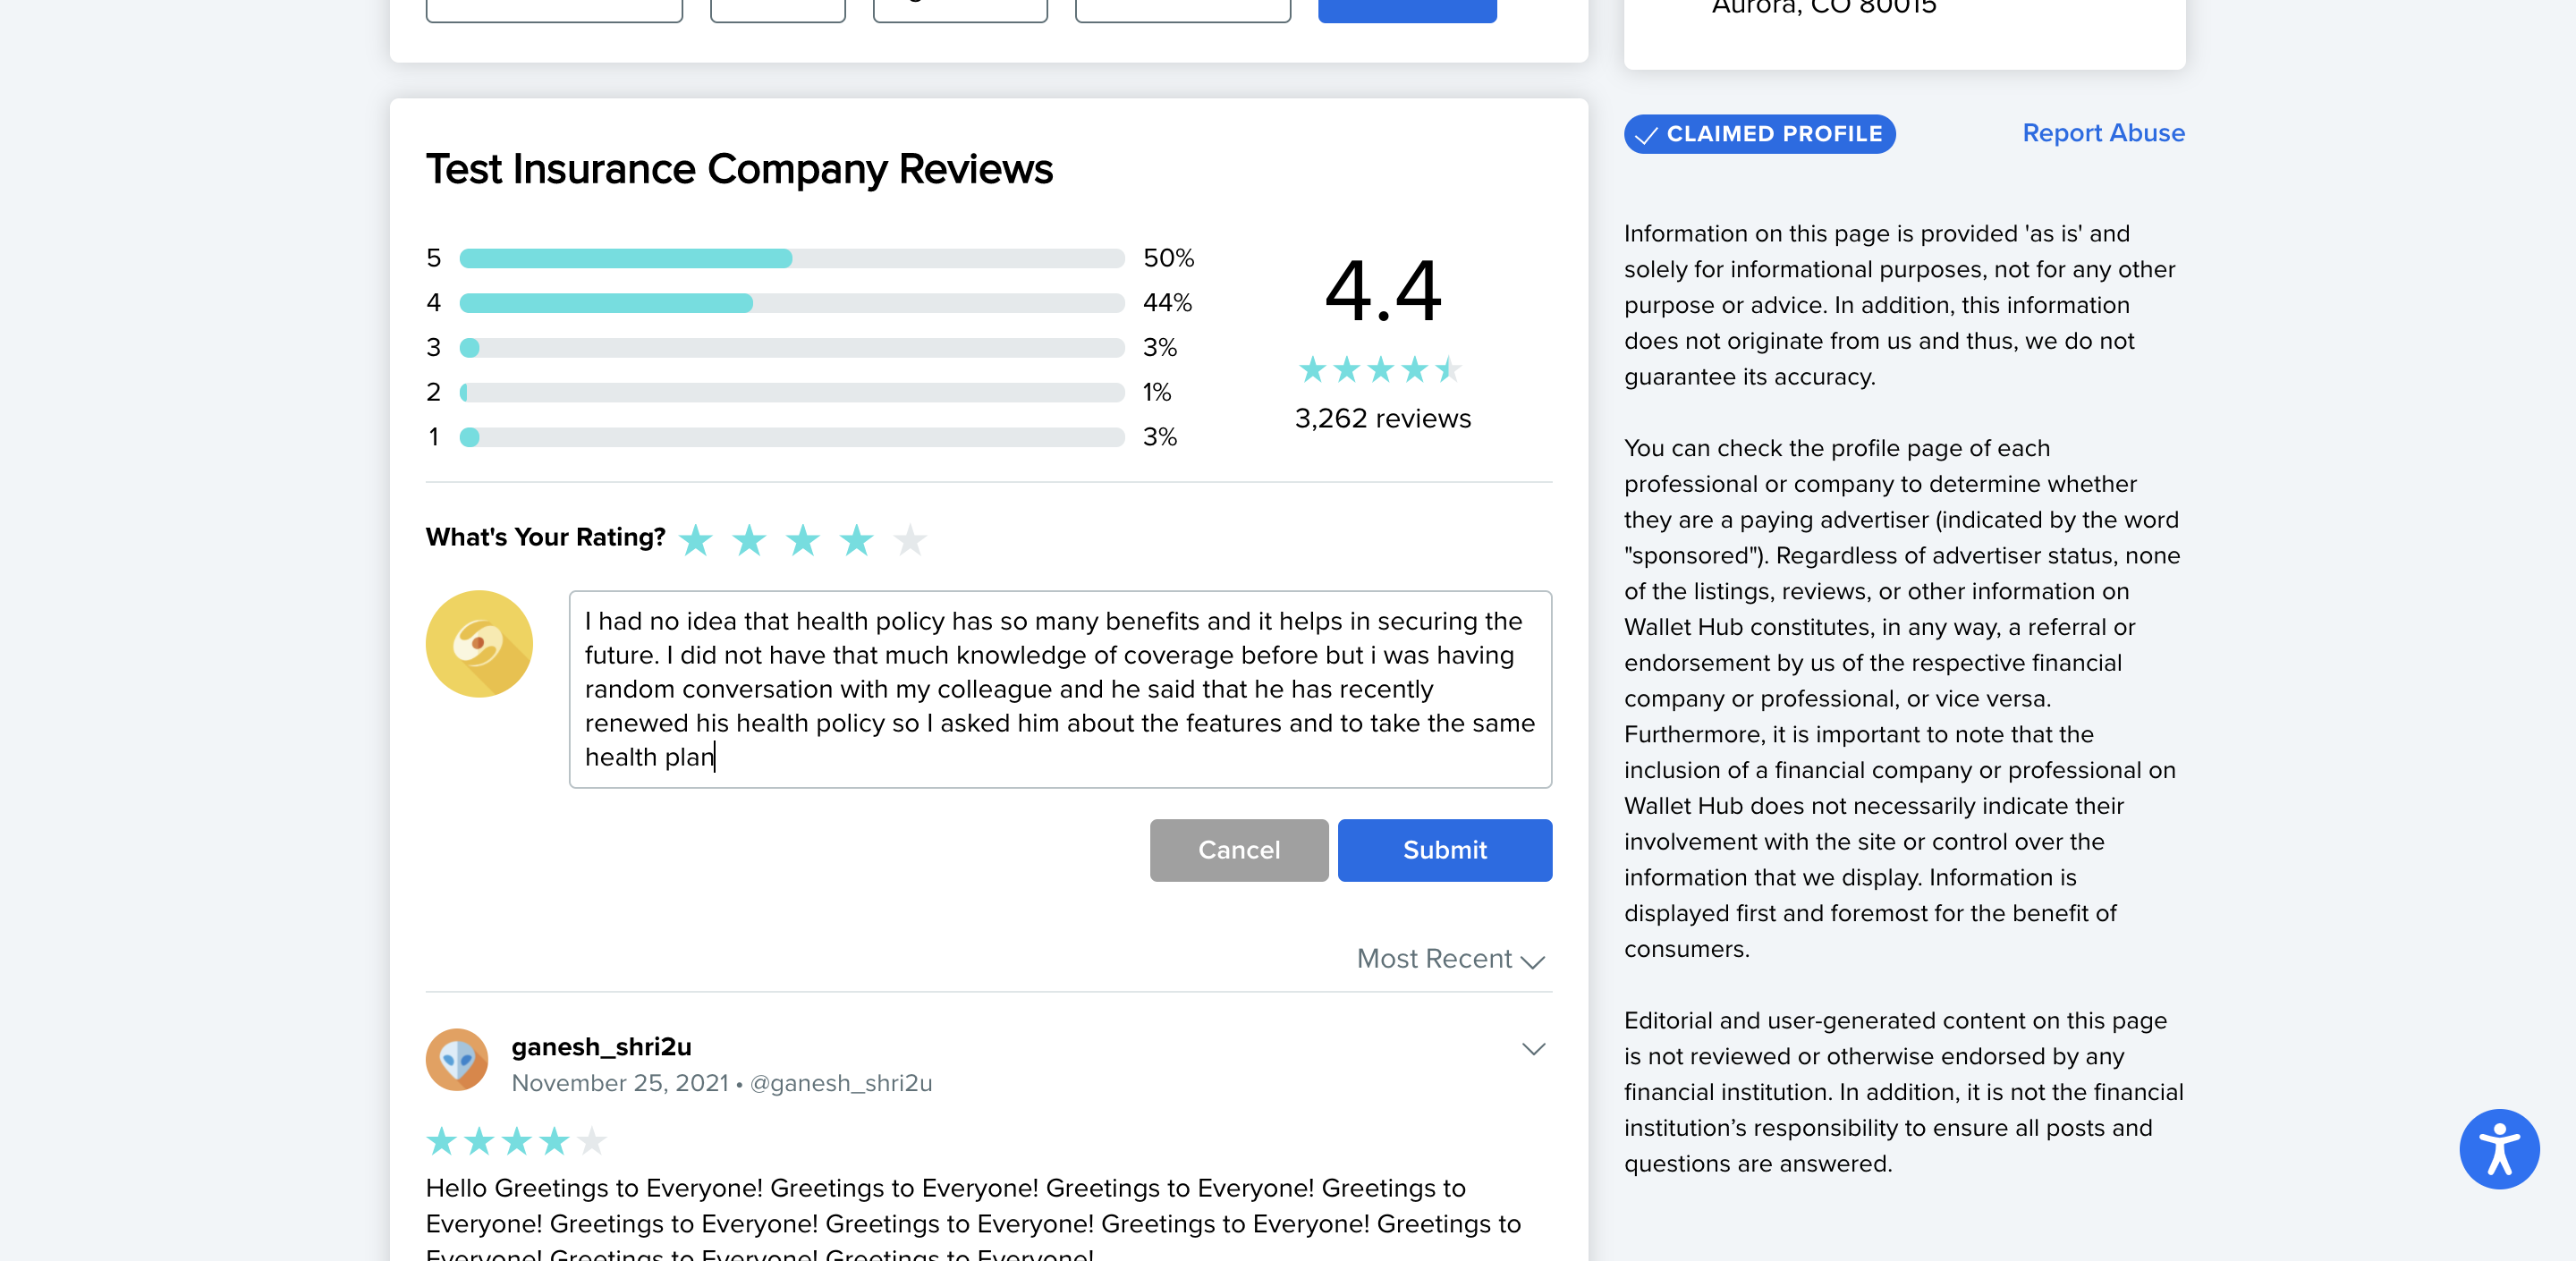 Aurora, CO 80015
CLAIMED PROFILE
Report Abuse
Test Insurance Company Reviews
5 50%
4 44%
3 3%
2 1%
1 3%
4.4
3,262 reviews
What's Your Rating?
I had no idea that health policy has so many benefits and it helps in securing the
future. I did not have that much knowledge of coverage before but i was having
random conversation with my colleague and he said that he has recently
renewed his health policy so I asked him about the features and to take the same
health plan
Cancel
Submit
Most Recent
ganesh_shri2u
November 25, 2021 • @ganesh_shri2u
Hello Greetings to Everyone! Greetings to Everyone! Greetings to Everyone! Greetings to
Everyone! Greetings to Everyone! Greetings to Everyone! Greetings to Everyone! Greetings to
Everyone! Greetings to Everyone! Greetings to Everyone!
Information on this page is provided 'as is' and
solely for informational purposes, not for any other
purpose or advice. In addition, this information
does not originate from us and thus, we do not
guarantee its accuracy.
You can check the profile page of each
professional or company to determine whether
they are a paying advertiser (indicated by the word
"sponsored"). Regardless of advertiser status, none
of the listings, reviews, or other information on
Wallet Hub constitutes, in any way, a referral or
endorsement by us of the respective financial
company or professional, or vice versa.
Furthermore, it is important to note that the
inclusion of a financial company or professional on
Wallet Hub does not necessarily indicate their
involvement with the site or control over the
information that we display. Information is
displayed first and foremost for the benefit of
consumers.
Editorial and user-generated content on this page
is not reviewed or otherwise endorsed by any
financial institution. In addition, it is not the financial
institution’s responsibility to ensure all posts and
questions are answered.